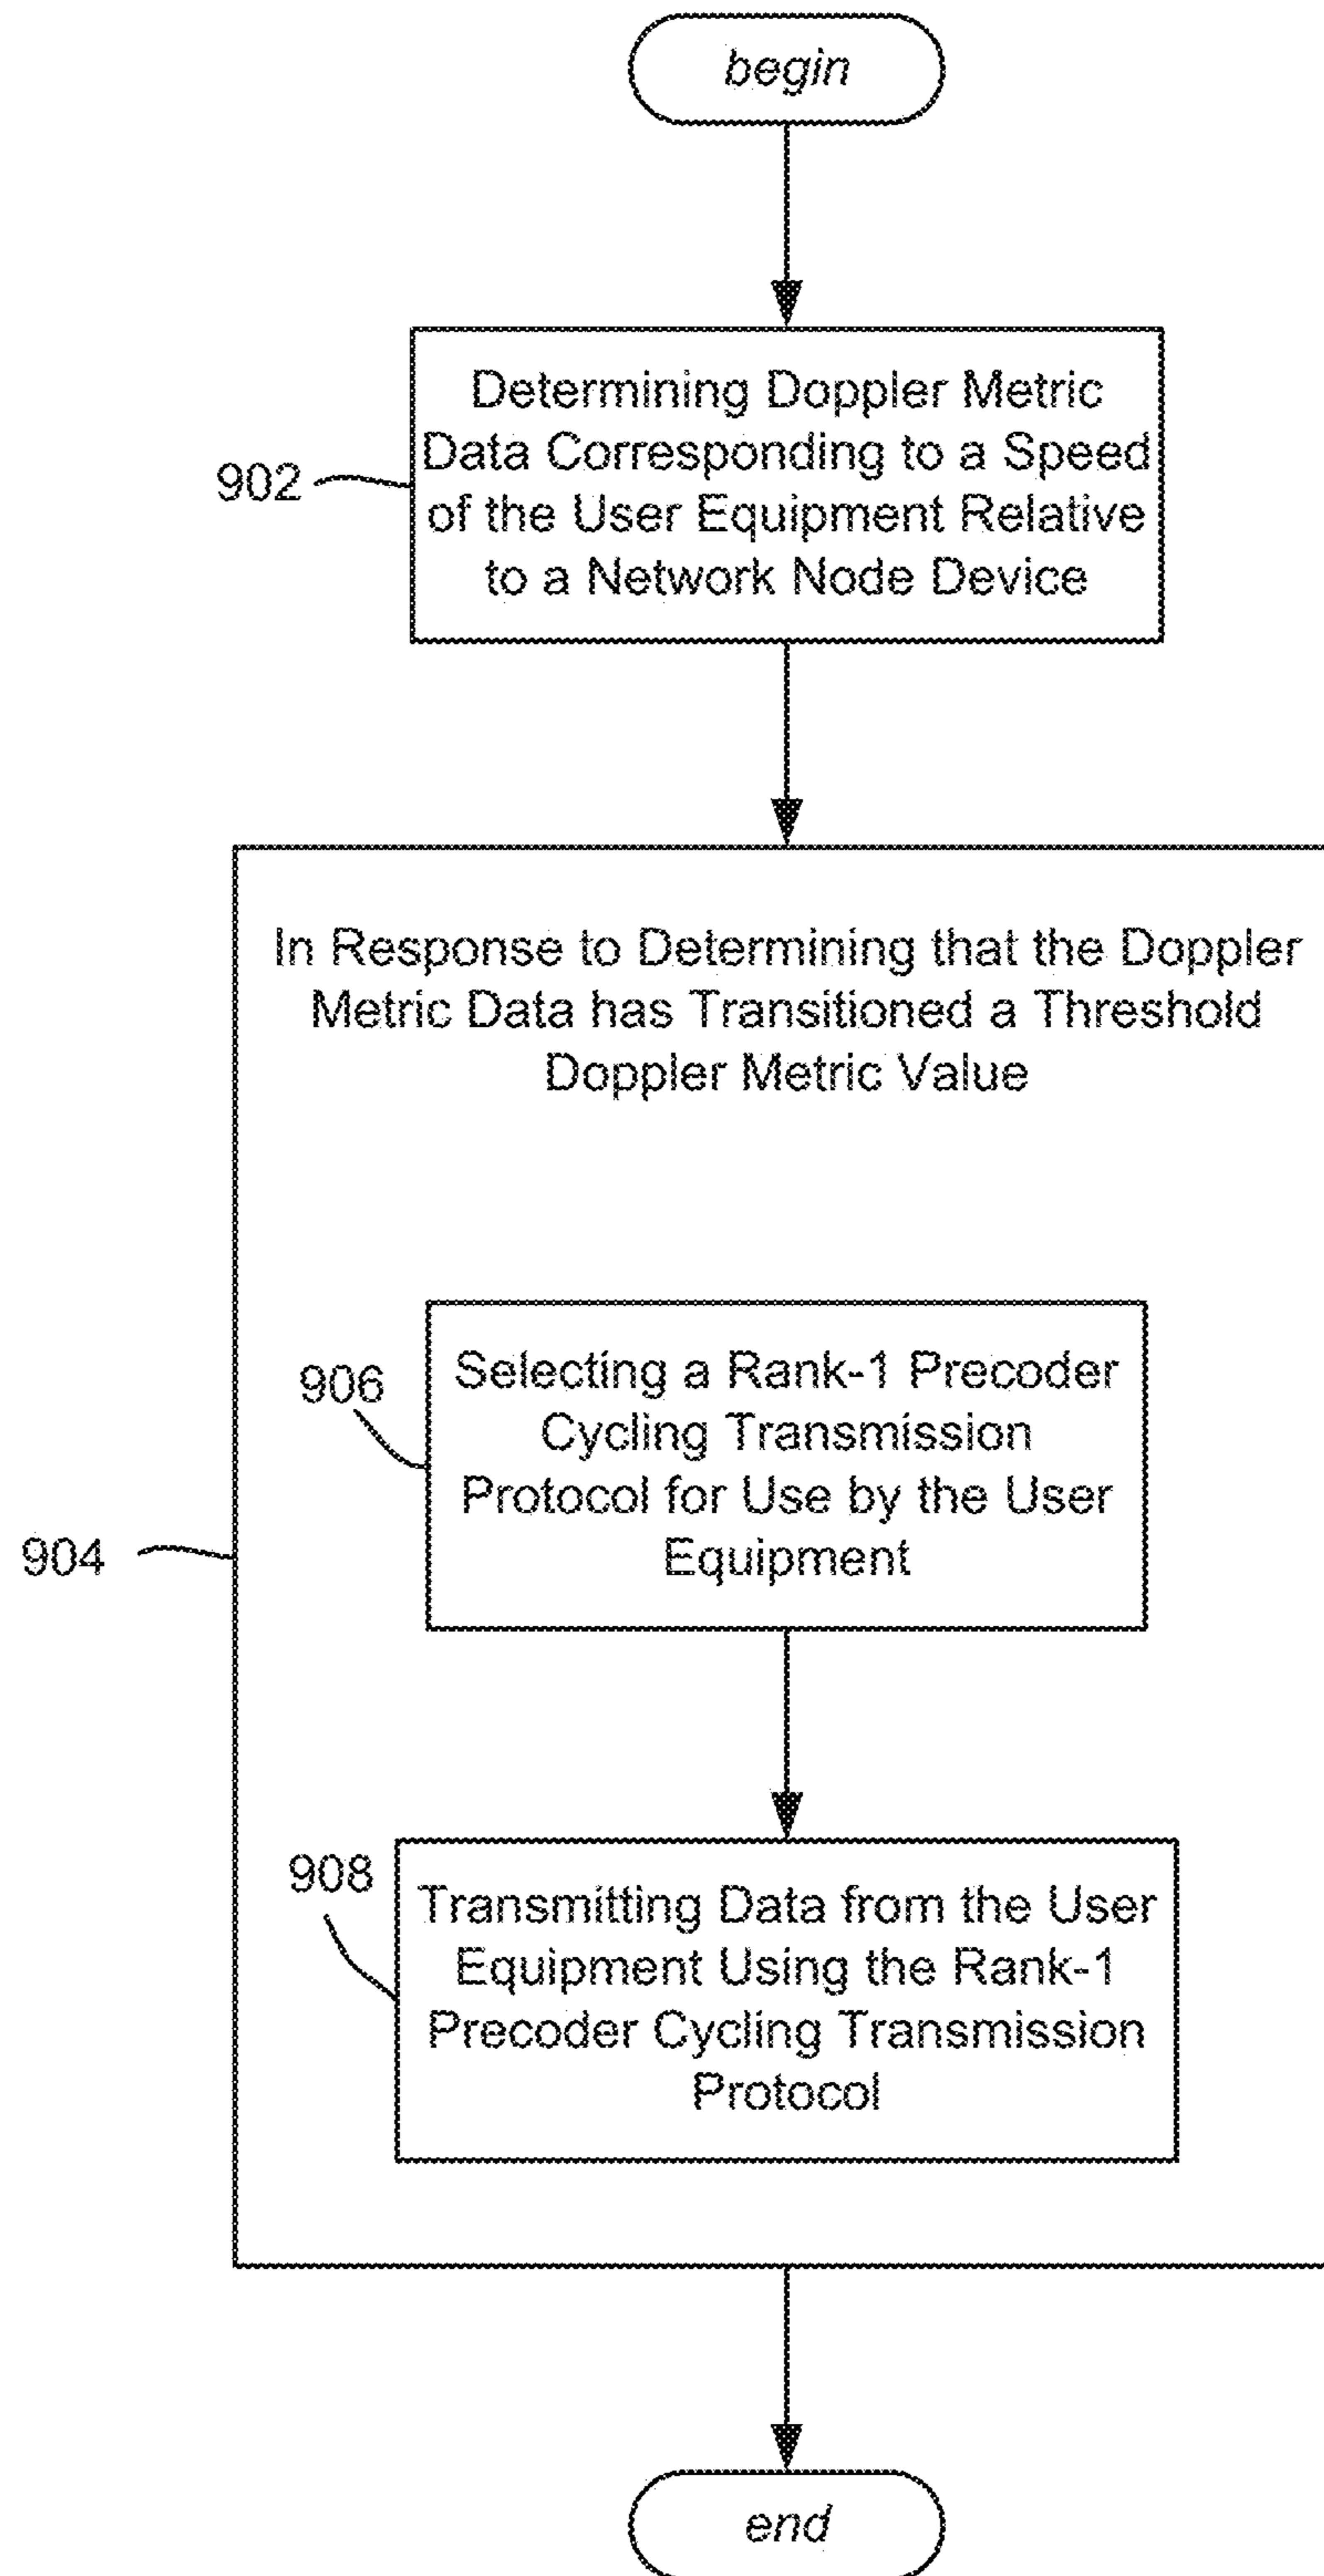 begin
902
Determining Doppler Metric
Data Corresponding to a Speed
of the User Equipment Relative
to a Network Node Device
904
In Response to Determining that the Doppler
Metric Data has Transitioned a Threshold
Doppler Metric Value
906
Selecting a Rank-1 Precoder
Cycling Transmission
Protocol for Use by the User
Equipment
908
Transmitting Data from the User
Equipment Using the Rank-1
Precoder Cycling Transmission
Protocol
end